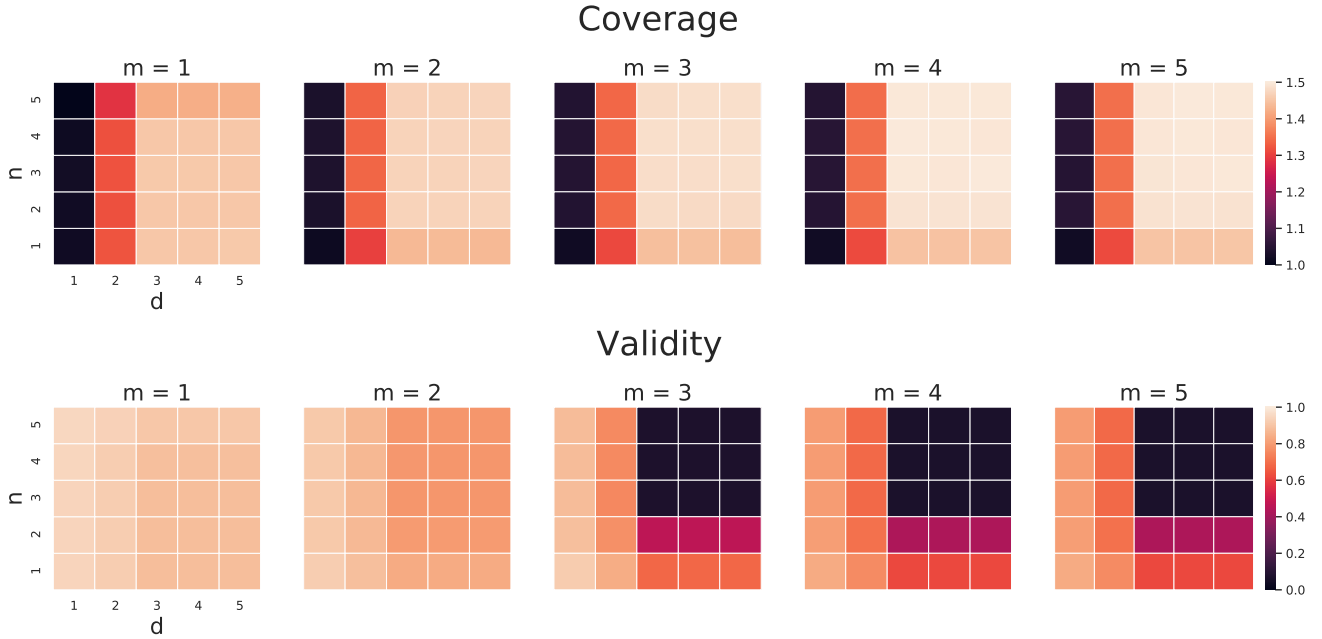 Coverage
m = 1
m = 2
m = 3
m = 4
m = 5
n
5
4
3
2
1
1 2 3 4 5
d
1.5
1.4
1.3
1.2
1.1
1.0
Validity
m = 1
m = 2
m = 3
m = 4
m = 5
n
5
4
3
2
1
1 2 3 4 5
d
1.0
0.8
0.6
0.4
0.2
0.0